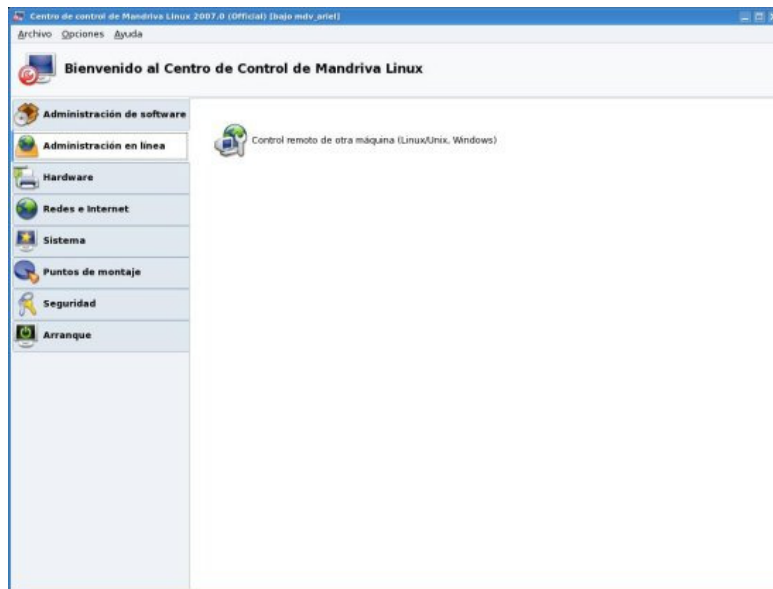 Centro de control de Mandriva Linux 2007.0 (Official) [bajo mdv_ariel]
Archivo Opciones Ayuda
Bienvenido al Centro de Control de Mandriva Linux
Administración de software
Administración en línea
Control remoto de otra máquina (Linux/Unix, Windows)
Hardware
Redes e Internet
Sistema
Puntos de montaje
Seguridad
Arranque